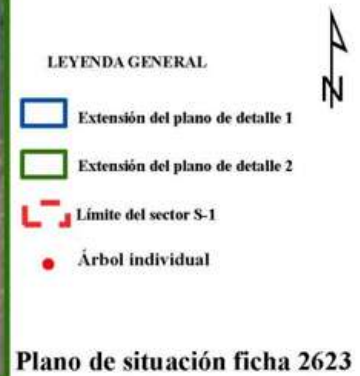 N
LEYENDA GENERAL
Extensión del plano de detalle 1
Extensión del plano de detalle 2
Límite del sector S-1
Árbol individual
Plano de situación ficha 2623